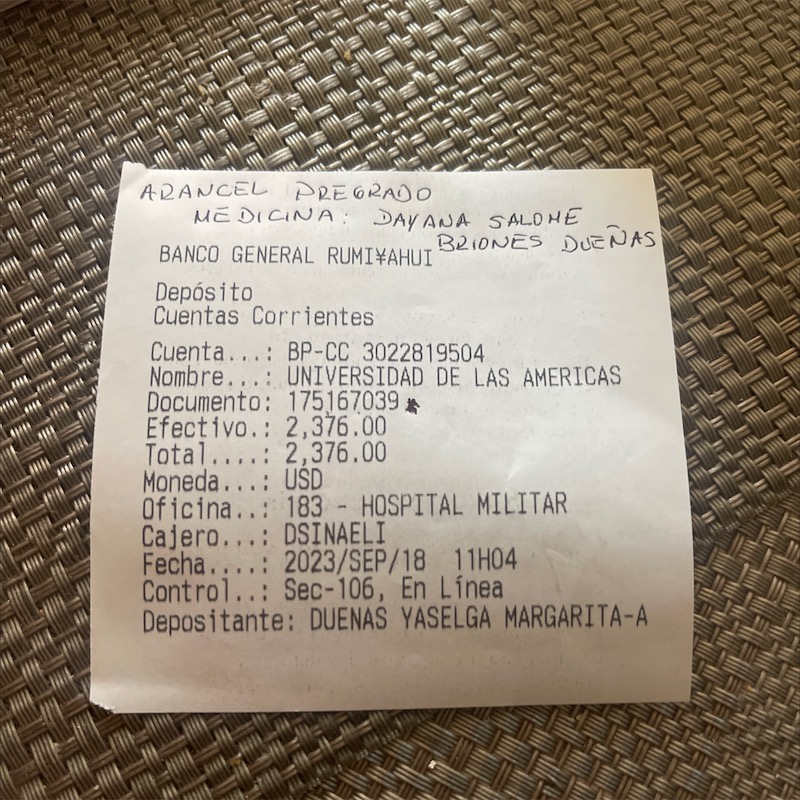 ARANCEL PREGRADO
MEDICINA: DAYANA SALOME
BRIONES DUEÑAS
BANCO GENERAL RUMI¥AHUI
Depósito
Cuentas Corrientes
Cuenta...: BP-CC 3022819504
Nombre...: UNIVERSIDAD DE LAS AMERICAS
Documento: 175167039
Efectivo.: 2,376.00
Total....: 2,376.00
Moneda...: USD
Oficina..: 183 - HOSPITAL MILITAR
Cajero...: DSINAELI
Fecha....: 2023/SEP/18 11H04
Control..: Sec-106, En Línea
Depositante: DUENAS YASELGA MARGARITA-A